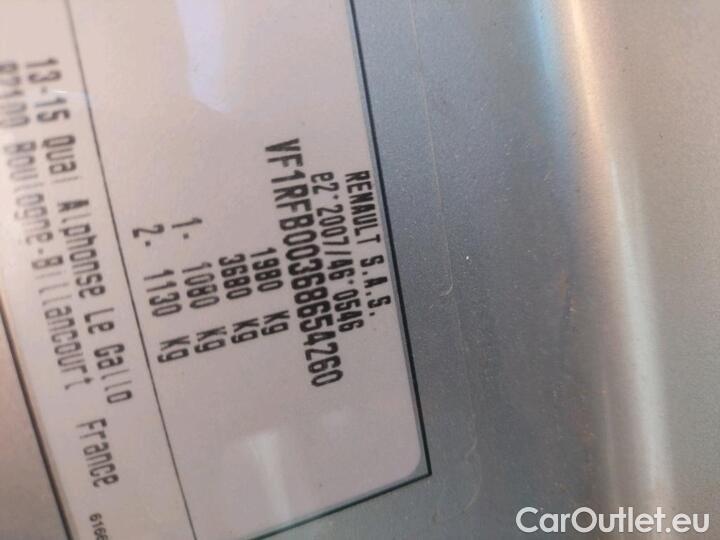 RENAULT S.A.S.
e2*2007/46*0546
VF1RFB00368654260
1980 Kg
3680 Kg
1- 1080 Kg
2- 1130 Kg
13-15 Quai Alphonse Le Gallo
92100 Boulogne-Billancourt France
CarOutlet.eu